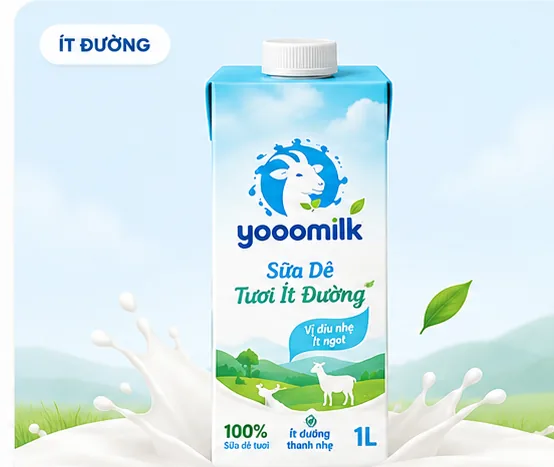 ÍT ĐƯỜNG
yooomilk
Sữa Dê
Tươi Ít Đường
Vị dịu nhẹ
ít ngọt
100%
Sữa dê tươi
ít đường
thanh nhẹ
1L